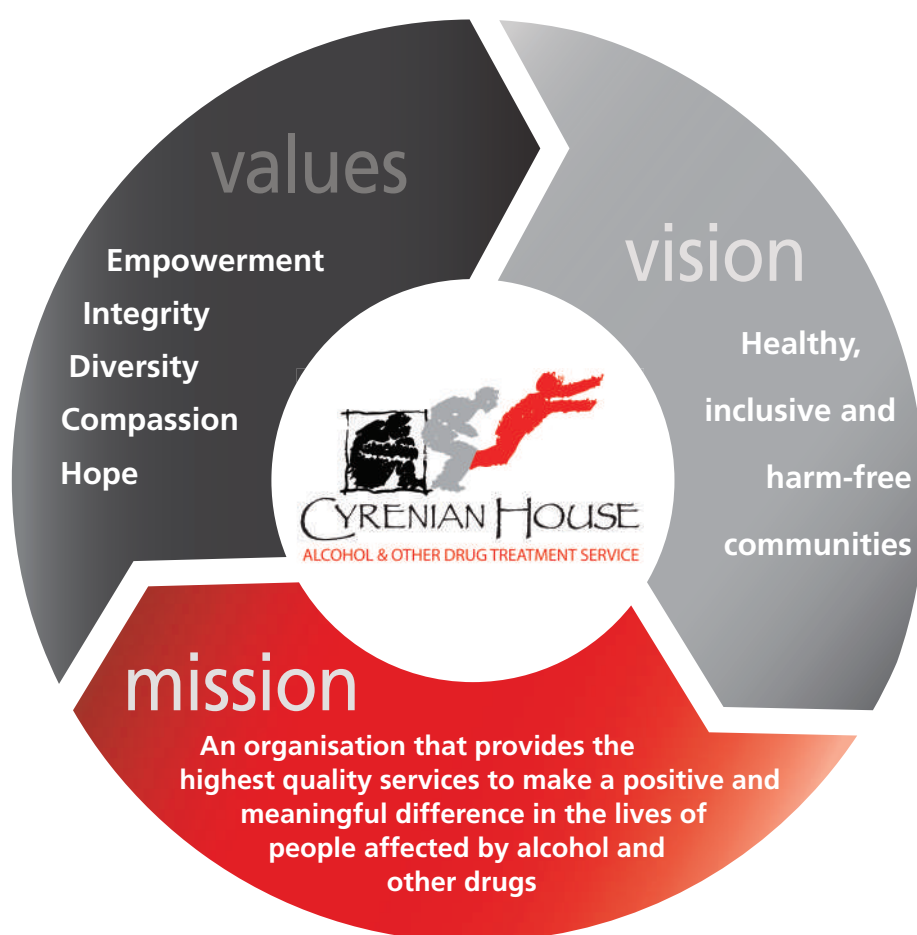 values
Empowerment
Integrity
Diversity
Compassion
Hope
vision
Healthy,
inclusive and
harm-free
communities
CYRENIAN HOUSE
ALCOHOL & OTHER DRUG TREATMENT SERVICE
mission
An organisation that provides the
highest quality services to make a positive and
meaningful difference in the lives of
people affected by alcohol and
other drugs